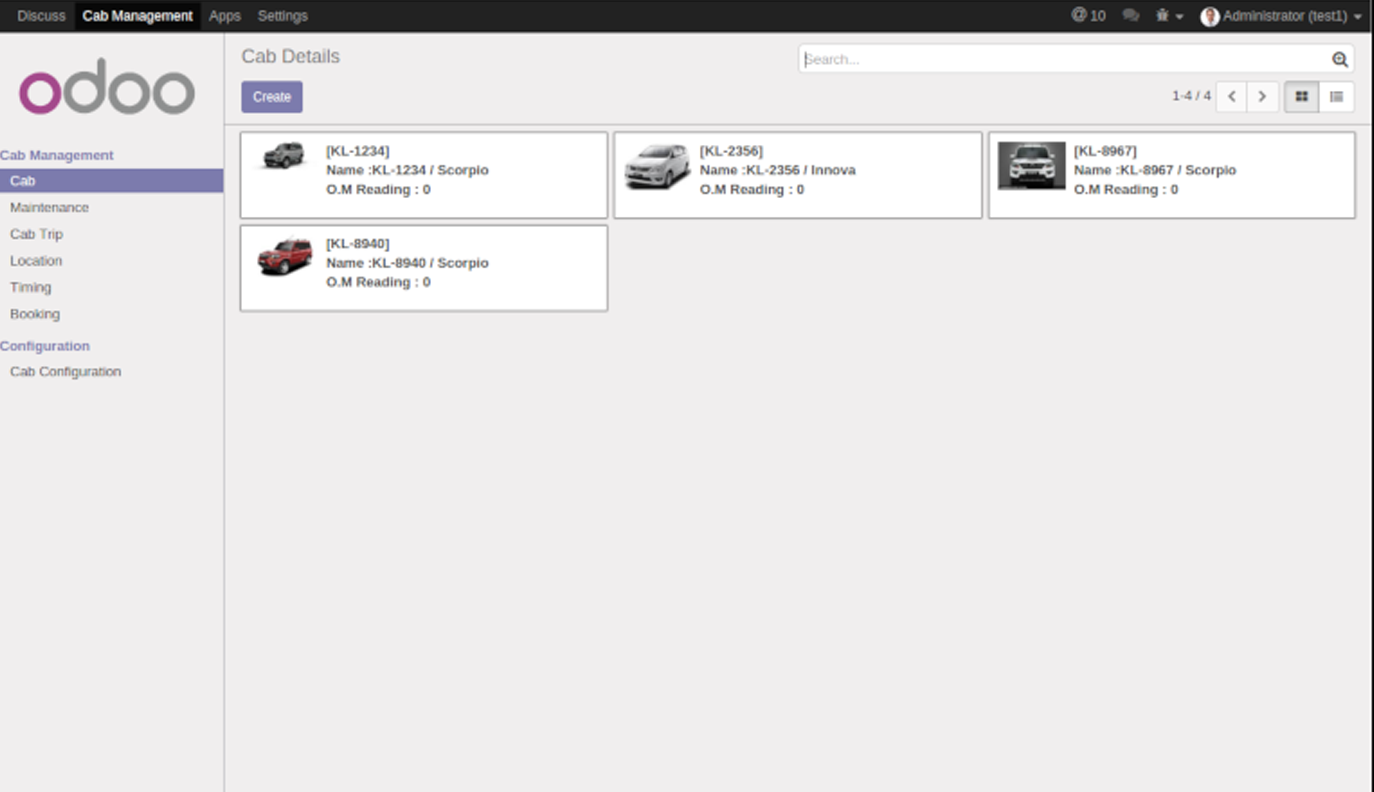 Discuss Cab Management Apps Settings @ 10 Administrator (test1)
odoo
Cab Management
Cab
Maintenance
Cab Trip
Location
Timing
Booking
Configuration
Cab Configuration
Cab Details
Search...
Create
1-4 / 4
[KL-1234]
Name :KL-1234 / Scorpio
O.M Reading : 0
[KL-2356]
Name :KL-2356 / Innova
O.M Reading : 0
[KL-8967]
Name :KL-8967 / Scorpio
O.M Reading : 0
[KL-8940]
Name :KL-8940 / Scorpio
O.M Reading : 0